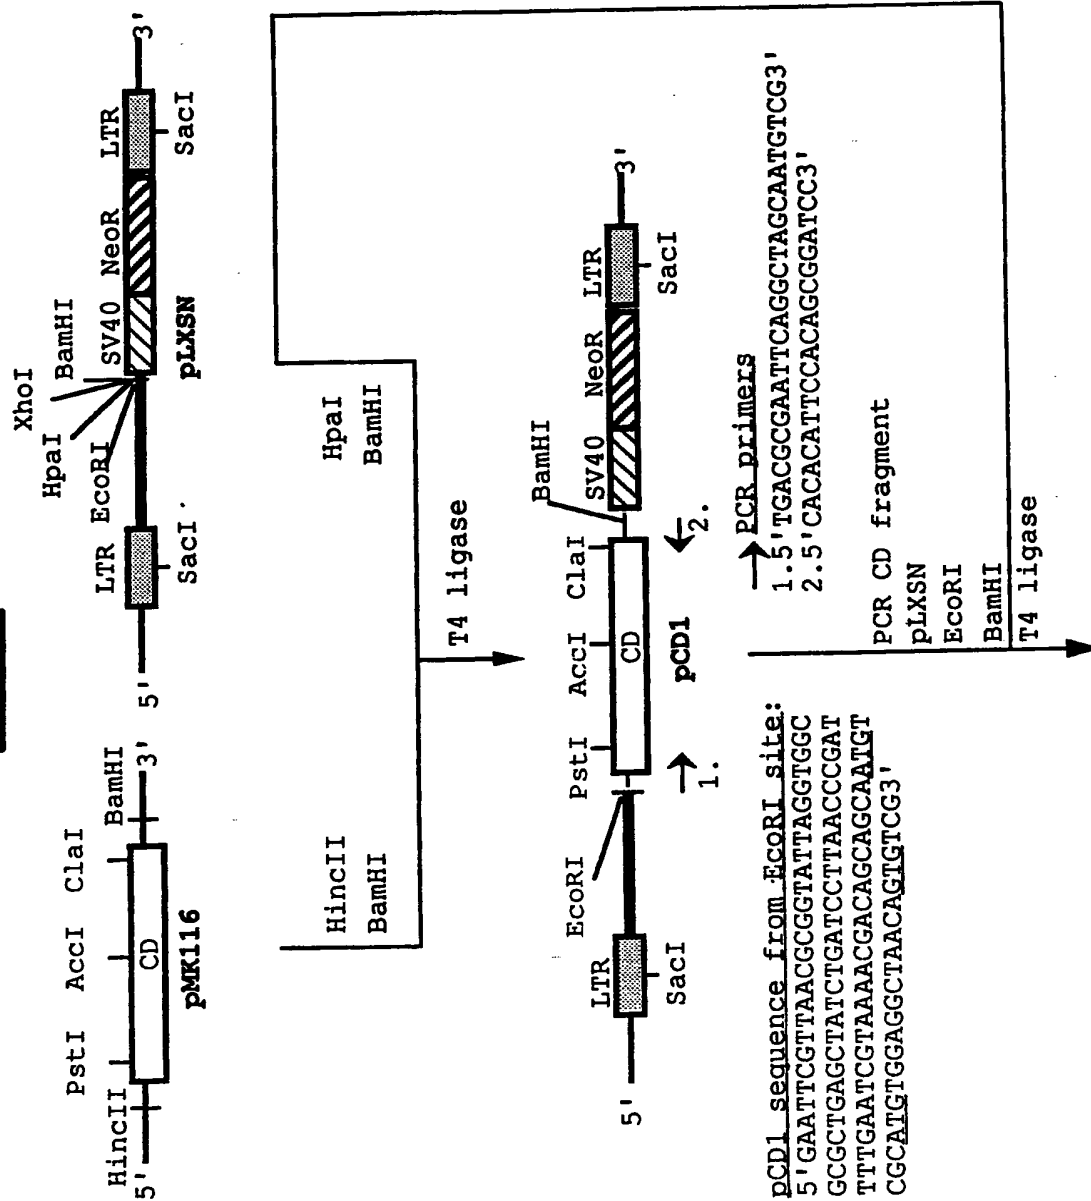 PstI AccI ClaI
HincII BamHI
5' CD 3'
pMK116
XhoI
HpaI BamHI
EcoRI
LTR SV40 NeoR LTR
5' 3'
SacI SacI
pLXSN
HincII
BamHI
HpaI
BamHI
T4 ligase
BamHI
EcoRI PstI AccI ClaI
LTR SV40 NeoR LTR
5' CD 3'
SacI SacI
1. 2.
pCD1
pCD1 sequence from EcoRI site:
5'GAATTCGTTAACGCGGTATTAGGTGGC
GCGCTGAGCTATCTGATCCTTAACCCGAT
TTTGAATCGTAAAACGACAGCAGCAATGT
CGCATGTGGAGGCTAACAGTGTCG3'
PCR primers
1.5'TGACGCGAATTCAGGCTAGCAATGTCG3'
2.5'CACACATTCCACAGCGGATCC3'
PCR CD fragment
pLXSN
EcoRI
BamHI
T4 ligase